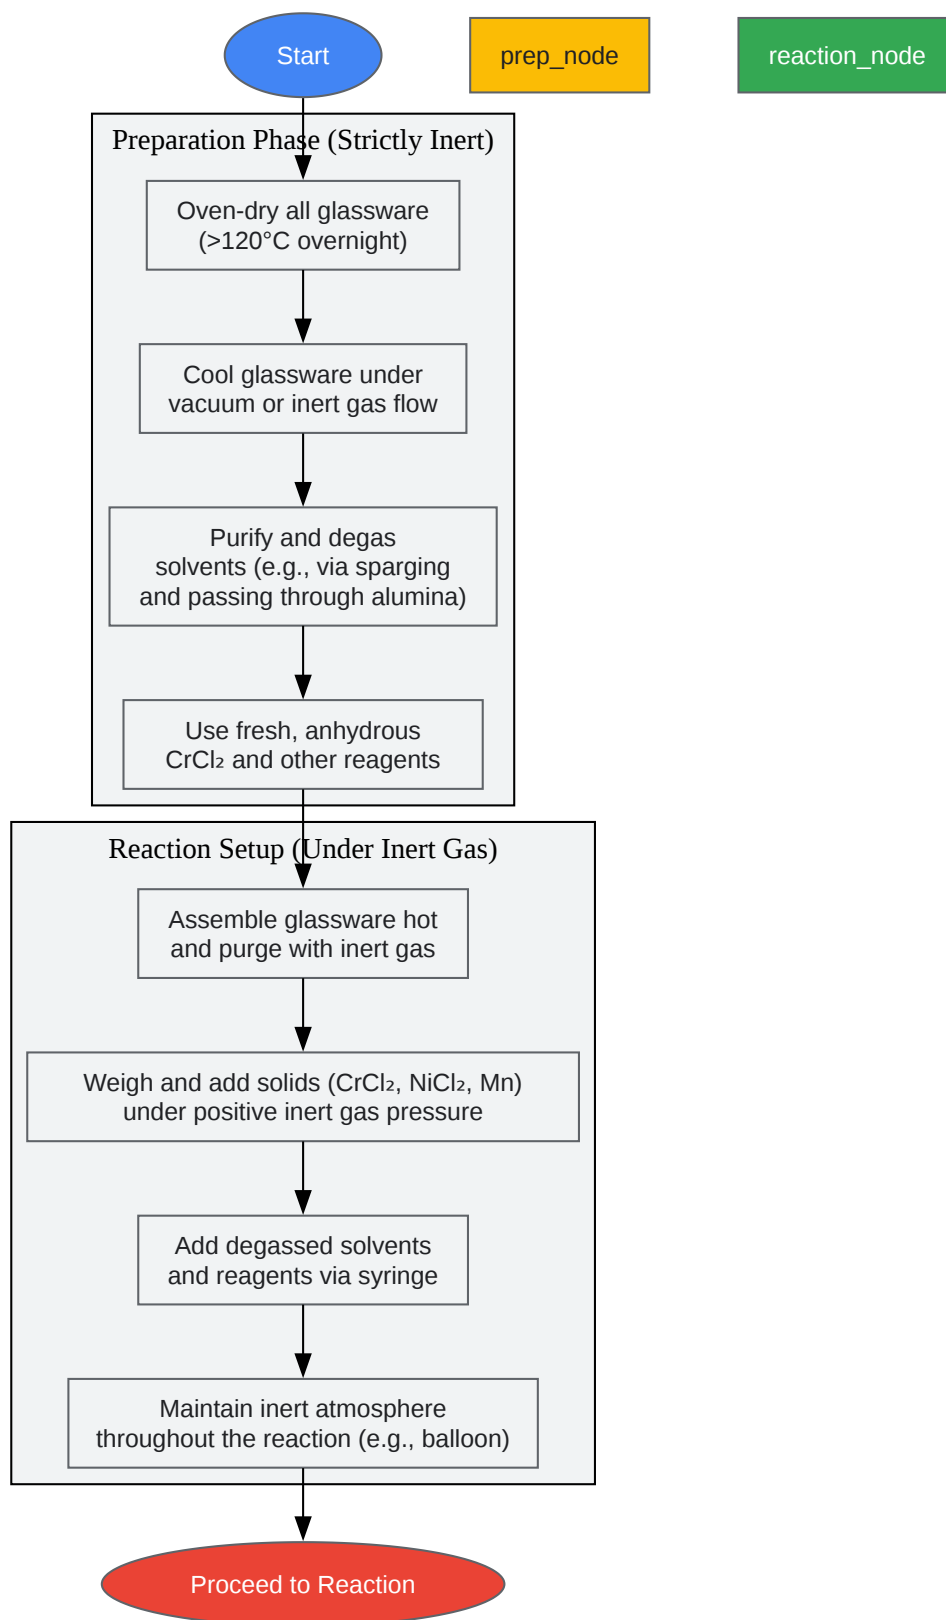 Start
prep_node
reaction_node
Preparation Phase (Strictly Inert)
Oven-dry all glassware
(>120°C overnight)
Cool glassware under
vacuum or inert gas flow
Purify and degas
solvents (e.g., via sparging
and passing through alumina)
Use fresh, anhydrous
CrCl₂ and other reagents
Reaction Setup (Under Inert Gas)
Assemble glassware hot
and purge with inert gas
Weigh and add solids (CrCl₂, NiCl₂, Mn)
under positive inert gas pressure
Add degassed solvents
and reagents via syringe
Maintain inert atmosphere
throughout the reaction (e.g., balloon)
Proceed to Reaction